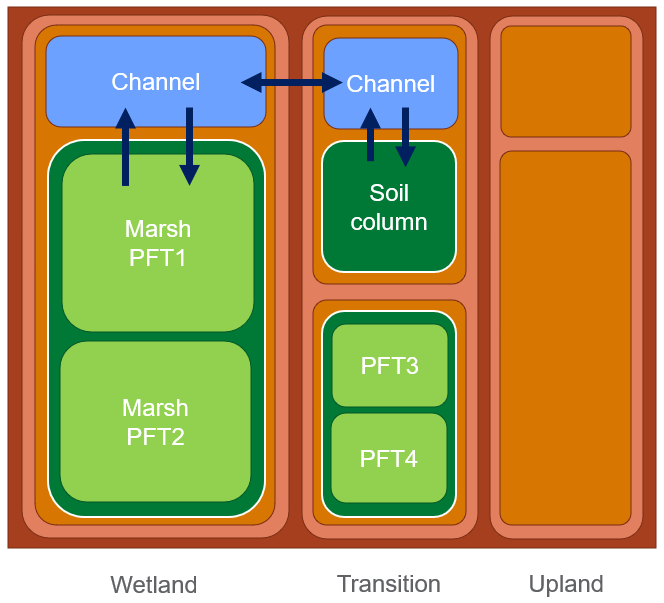 Channel
Channel
Marsh
PFT1
Soil
column
Marsh
PFT2
PFT3
PFT4
Wetland
Transition
Upland